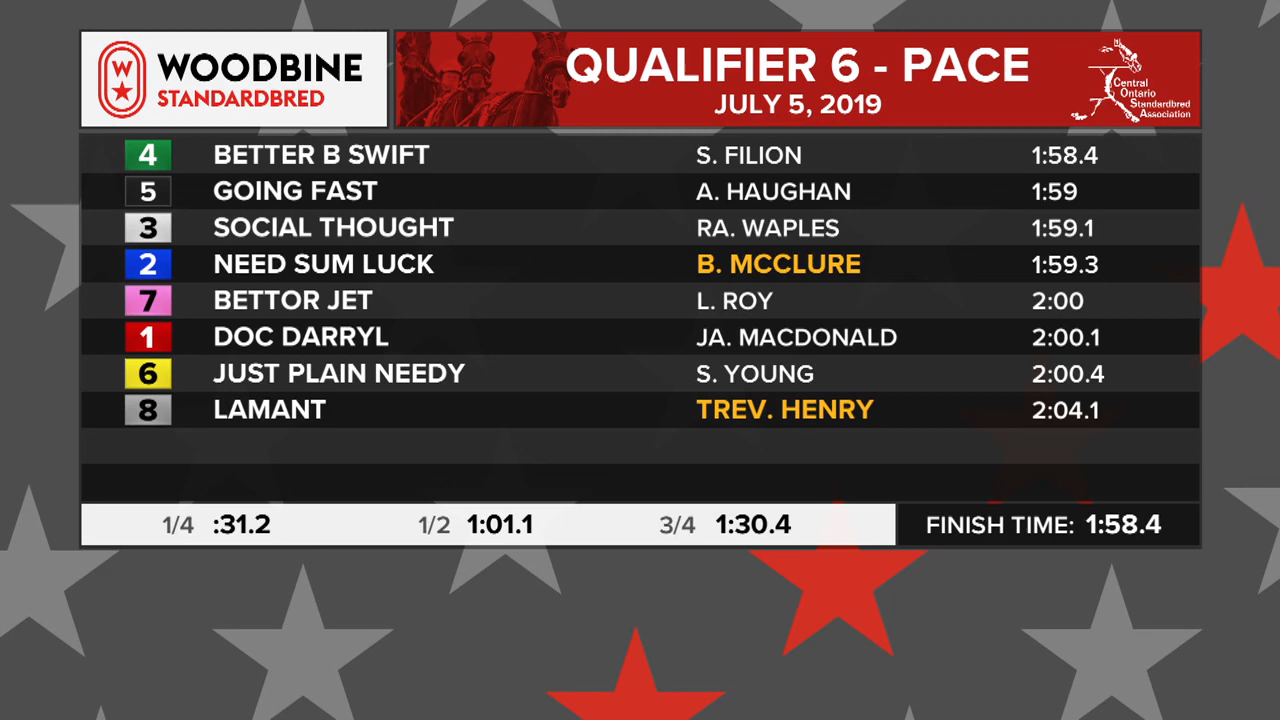 W
WOODBINE
STANDARDBRED
QUALIFIER 6 - PACE
JULY 5, 2019
Central
Ontario
Standardbred
Association
4 BETTER B SWIFT S. FILION 1:58.4
5 GOING FAST A. HAUGHAN 1:59
3 SOCIAL THOUGHT RA. WAPLES 1:59.1
2 NEED SUM LUCK B. MCCLURE 1:59.3
7 BETTOR JET L. ROY 2:00
1 DOC DARRYL JA. MACDONALD 2:00.1
6 JUST PLAIN NEEDY S. YOUNG 2:00.4
8 LAMANT TREV. HENRY 2:04.1
1/4 :31.2 1/2 1:01.1 3/4 1:30.4 FINISH TIME: 1:58.4